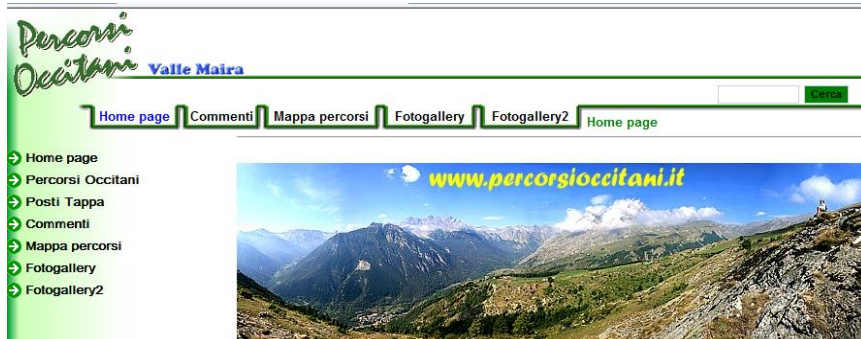 Percorsi
Occitani
Valle Maira
Cerca
Home page Commenti Mappa percorsi Fotogallery Fotogallery2 Home page
Home page
Percorsi Occitani
Posti Tappa
Commenti
Mappa percorsi
Fotogallery
Fotogallery2
www.percorsioccitani.it